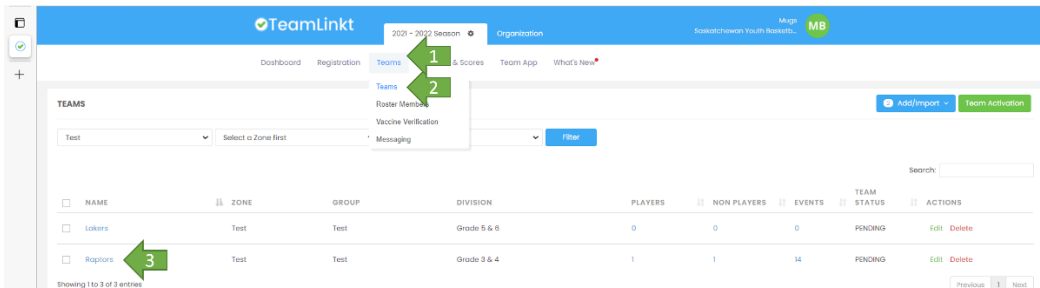 TeamLinkt
2021 - 2022 Season
Organization
Mugs
Saskatchewan Youth Basketb...
MB
Dashboard Registration Teams 1 & Scores Team App What's New
Teams 2
Roster Members
Vaccine Verification
Messaging
TEAMS
Add/Import
Team Activation
Test
Select a Zone first
Filter
Search:
NAME ZONE GROUP DIVISION PLAYERS NON PLAYERS EVENTS TEAM STATUS ACTIONS
Lakers Test Test Grade 5 & 6 0 0 0 PENDING Edit Delete
Raptors 3 Test Test Grade 3 & 4 1 1 14 PENDING Edit Delete
Showing 1 to 3 of 3 entries
Previous 1 Next